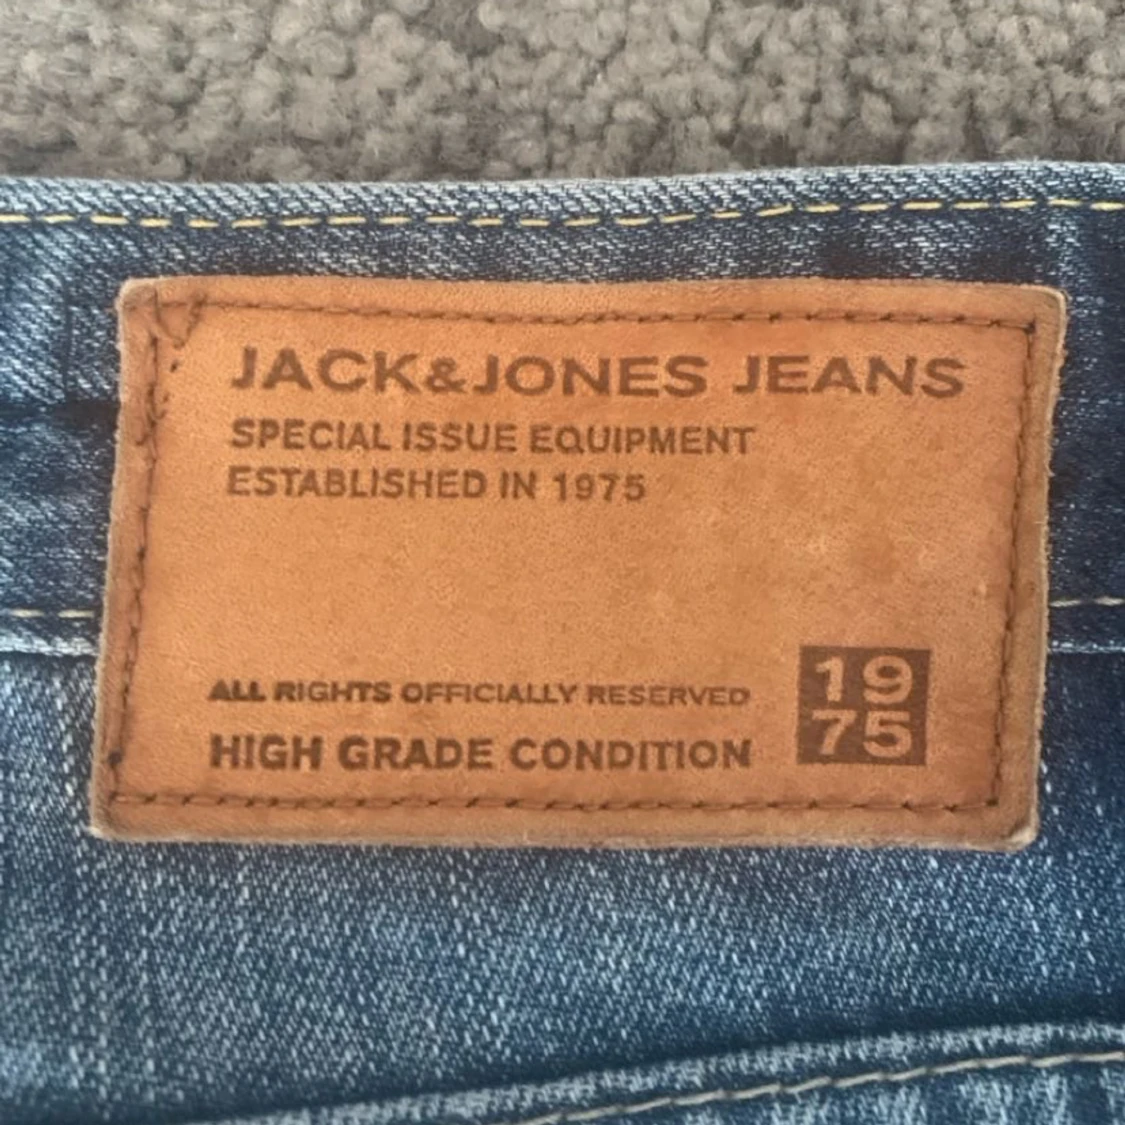 JACK&JONES JEANS
SPECIAL ISSUE EQUIPMENT
ESTABLISHED IN 1975
ALL RIGHTS OFFICIALLY RESERVED
HIGH GRADE CONDITION
19
75